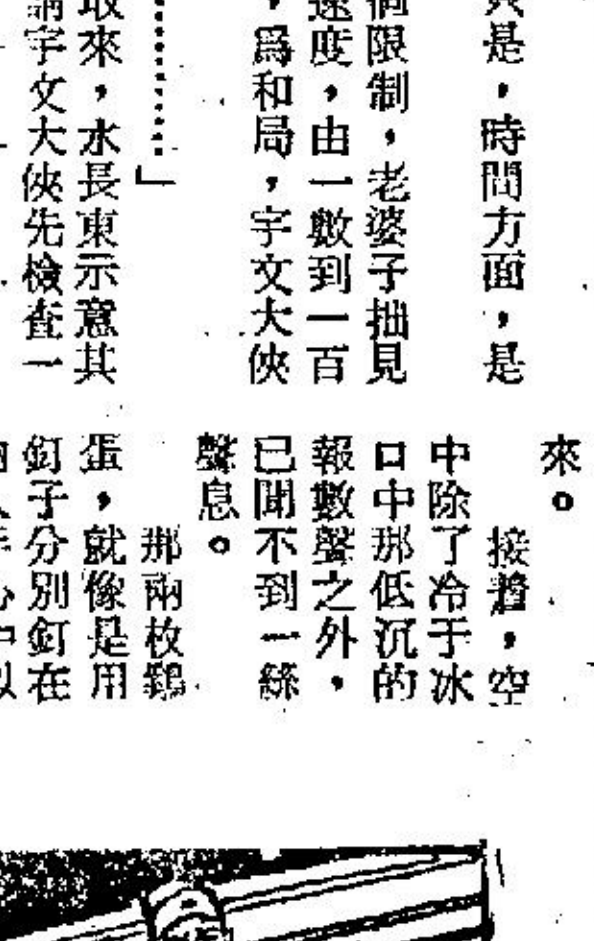 是，時間方面，是
個限制，老婆子拙見
速度，由一數到一百
，爲和局，宇文大俠
………」
取來，水長東示意其
請宇文大俠先檢查一
來。
接着，空
中除了冷于冰
口中那低沉的
報數聲之外，
已聞不到一絲
聲息。
那兩枚鷄
蛋，就像是用
釘子分別釘在